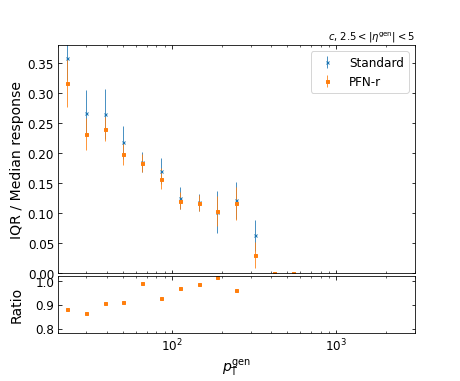 c, 2.5 < |η^gen| < 5
IQR / Median response
0.35
0.30
0.25
0.20
0.15
0.10
0.05
0.00
Standard
PFN-r
Ratio
1.0
0.9
0.8
10^2
10^3
p_T^gen